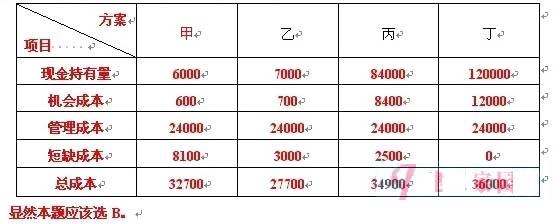 方案
项目
甲 乙 丙 丁
现金持有量 6000 7000 84000 120000
机会成本 600 700 8400 12000
管理成本 24000 24000 24000 24000
短缺成本 8100 3000 2500 0
总成本 32700 27700 34900 36000
显然本题应该选 B。